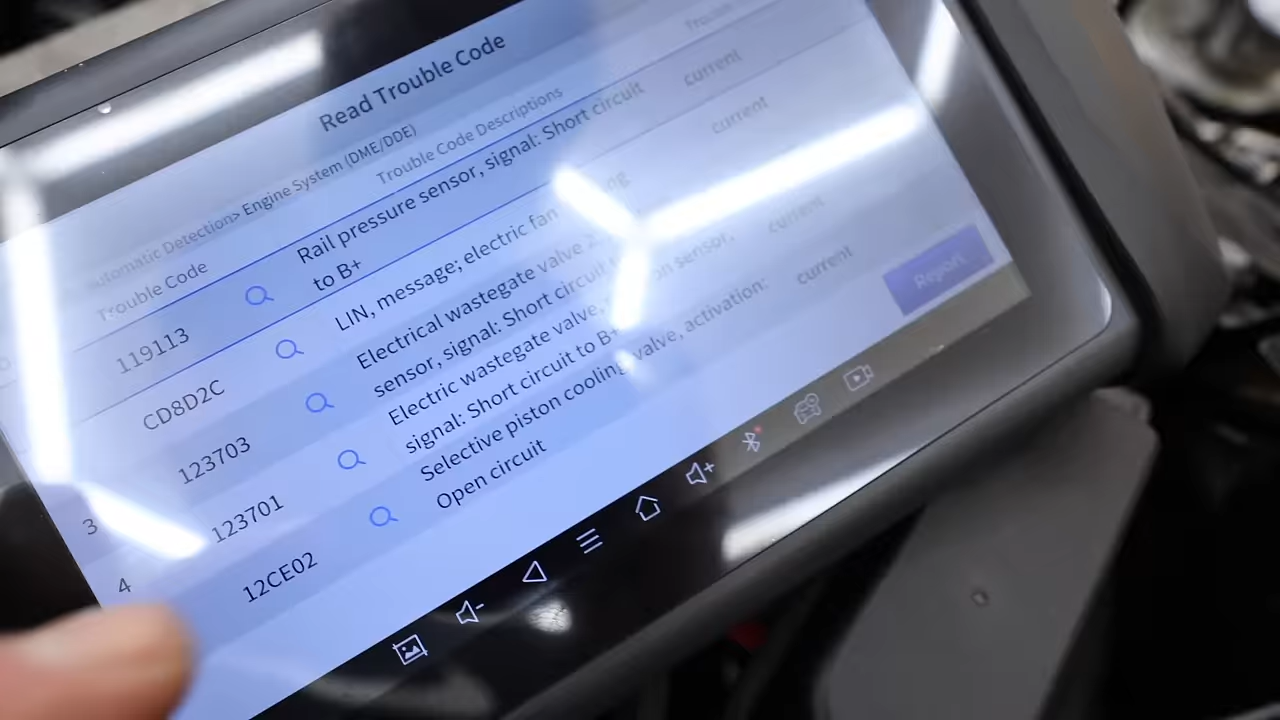 Read Trouble Code
Automatic Detection> Engine System (DME/DDE)
Trouble Code
Trouble Code Descriptions
119113
Rail pressure sensor, signal: Short circuit
to B+
current
CD8D2C
LIN, message; electric fan
current
123703
Electrical wastegate valve
sensor, signal: Short circuit
current
3
123701
Electric wastegate valve, sensor,
signal: Short circuit to B+
current
4
12CE02
Selective piston cooling valve, activation:
Open circuit
Report